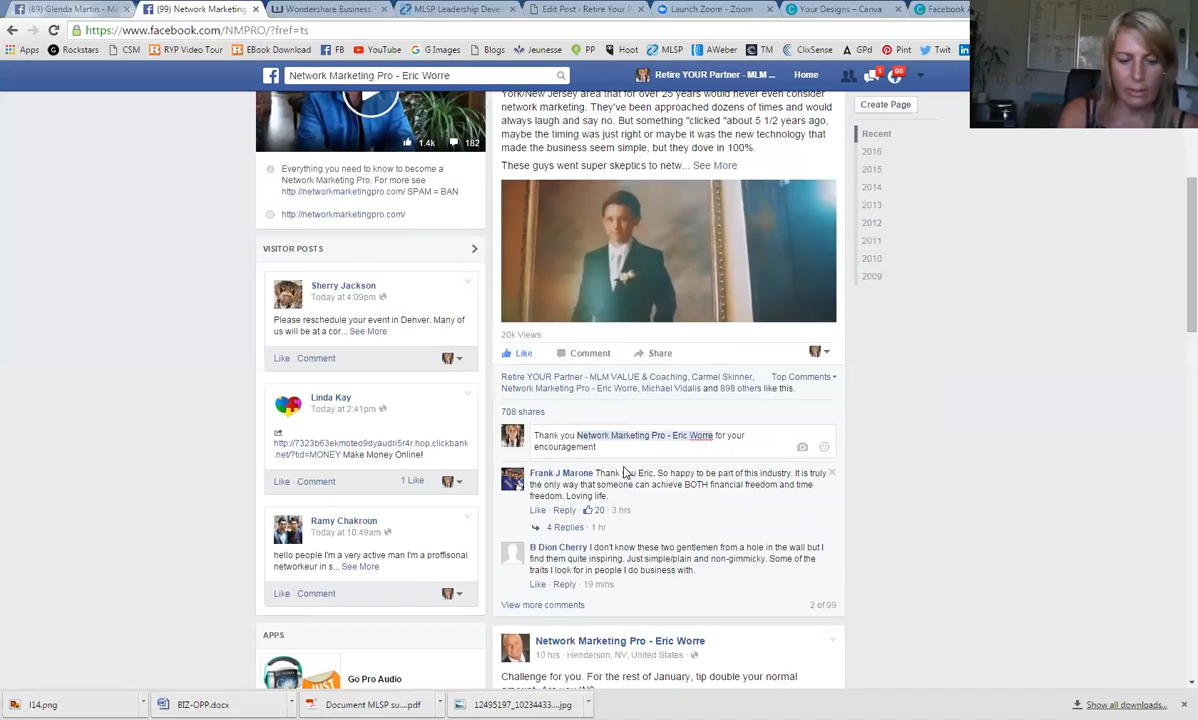 (89) Glenda Martin - Ma
(99) Network Marketing
Wondershare Business
MLSP Leadership Deve
Edit Post ‹ Retire Your P
Launch Zoom - Zoom
Your Designs – Canva
Facebook
https://www.facebook.com/NMPRO/?fref=ts
Apps Rockstars CSM RYP Video Tour EBook Download FB YouTube G Images Blogs Jeunesse PP Hoot MLSP AWeber TM ClixSense GPd Pint Twit
Network Marketing Pro - Eric Worre
Retire YOUR Partner - MLM ...
Home
1
98
York/New Jersey area that for over 25 years would never even consider
network marketing. They've been approached dozens of times and would
always laugh and say no. But something "clicked "about 5 1/2 years ago,
maybe the timing was just right or maybe it was the new technology that
made the business seem simple, but they dove in 100%.
These guys went super skeptics to netw... See More
Create Page
Recent
2016
2015
2014
2013
2012
2011
2010
2009
1.4k 182
Everything you need to know to become a
Network Marketing Pro. For more see
http://networkmarketingpro.com/ SPAM = BAN
http://networkmarketingpro.com/
VISITOR POSTS
Sherry Jackson
Today at 4:09pm
Please reschedule your event in Denver. Many of
us will be at a cor... See More
Like Comment
Linda Kay
Today at 2:41pm
http://7323b63ekmoteo9dyaudri5r4r.hop.clickbank
.net/?tid=MONEY Make Money Online!
Like Comment 1 Like
Ramy Chakroun
Today at 10:49am
hello people I'm a very active man I'm a proffisonal
networkeur in s... See More
Like Comment
APPS
Go Pro Audio
20k Views
Like Comment Share
Retire YOUR Partner - MLM VALUE & Coaching, Carmel Skinner,
Network Marketing Pro - Eric Worre, Michael Vidalis and 898 others like this.
Top Comments
708 shares
Thank you Network Marketing Pro - Eric Worre for your
encouragement
Frank J Marone Thank you Eric. So happy to be part of this industry. It is truly
the only way that someone can achieve BOTH financial freedom and time
freedom. Loving life.
Like · Reply · 20 · 3 hrs
4 Replies · 1 hr
B Dion Cherry I don't know these two gentlemen from a hole in the wall but I
find them quite inspiring. Just simple/plain and non-gimmicky. Some of the
traits I look for in people I do business with.
Like · Reply · 19 mins
View more comments
2 of 99
Network Marketing Pro - Eric Worre
10 hrs · Henderson, NV, United States ·
Challenge for you. For the rest of January, tip double your normal
I14.png
BIZ-OPP.docx
Document MLSP su....pdf
12495197_10234433....jpg
Show all downloads...